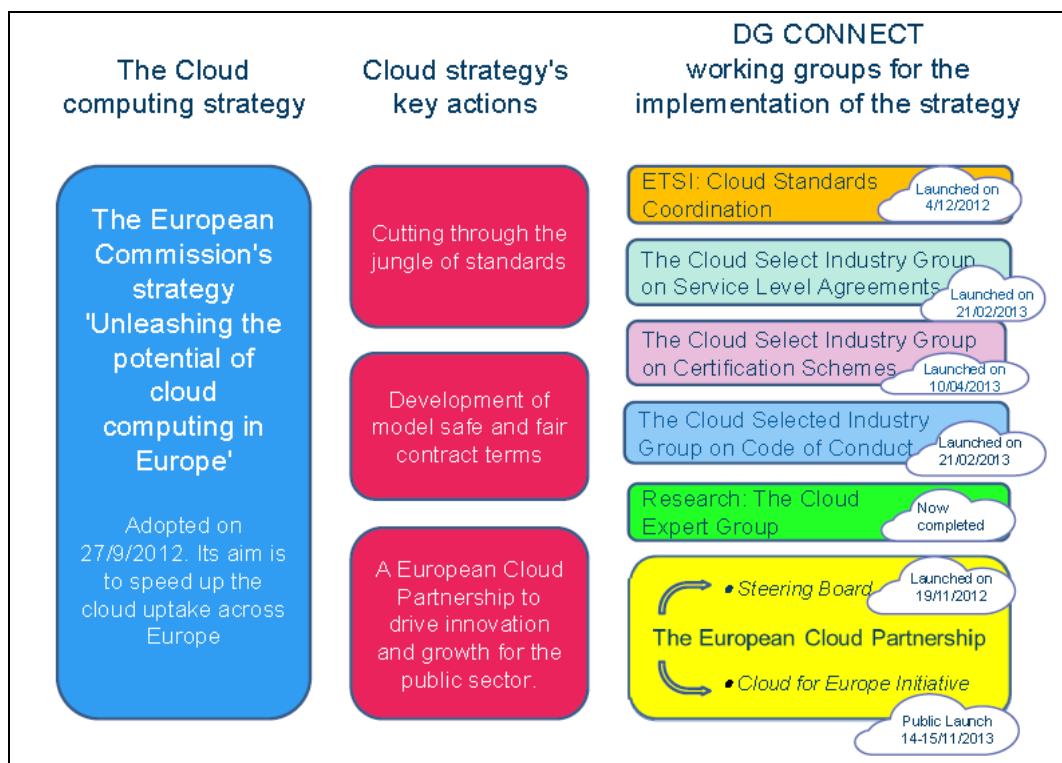 The Cloud
computing strategy
Cloud strategy's
key actions
DG CONNECT
working groups for the
implementation of the strategy
The European
Commission's
strategy
'Unleashing the
potential of
cloud
computing in
Europe'
Adopted on
27/9/2012. Its aim is
to speed up the
cloud uptake across
Europe
Cutting through the
jungle of standards
Development of
model safe and fair
contract terms
A European Cloud
Partnership to
drive innovation
and growth for the
public sector.
ETSI: Cloud Standards
Coordination
Launched on
4/12/2012
The Cloud Select Industry Group
on Service Level Agreements
Launched on
21/02/2013
The Cloud Select Industry Group
on Certification Schemes
Launched on
10/04/2013
The Cloud Selected Industry
Group on Code of Conduct
Launched on
21/02/2013
Research: The Cloud
Expert Group
Now
completed
• Steering Board
Launched on
19/11/2012
The European Cloud Partnership
• Cloud for Europe Initiative
Public Launch
14-15/11/2013